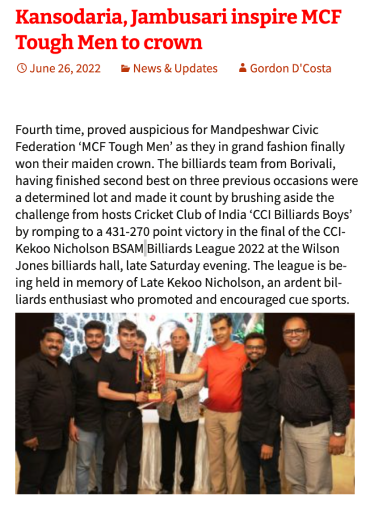 Kansodaria, Jambusari inspire MCF
Tough Men to crown
June 26, 2022 News & Updates Gordon D'Costa
Fourth time, proved auspicious for Mandpeshwar Civic
Federation ‘MCF Tough Men’ as they in grand fashion finally
won their maiden crown. The billiards team from Borivali,
having finished second best on three previous occasions were
a determined lot and made it count by brushing aside the
challenge from hosts Cricket Club of India ‘CCI Billiards Boys’
by romping to a 431-270 point victory in the final of the CCI-
Kekoo Nicholson BSAM Billiards League 2022 at the Wilson
Jones billiards hall, late Saturday evening. The league is be-
ing held in memory of Late Kekoo Nicholson, an ardent bil-
liards enthusiast who promoted and encouraged cue sports.